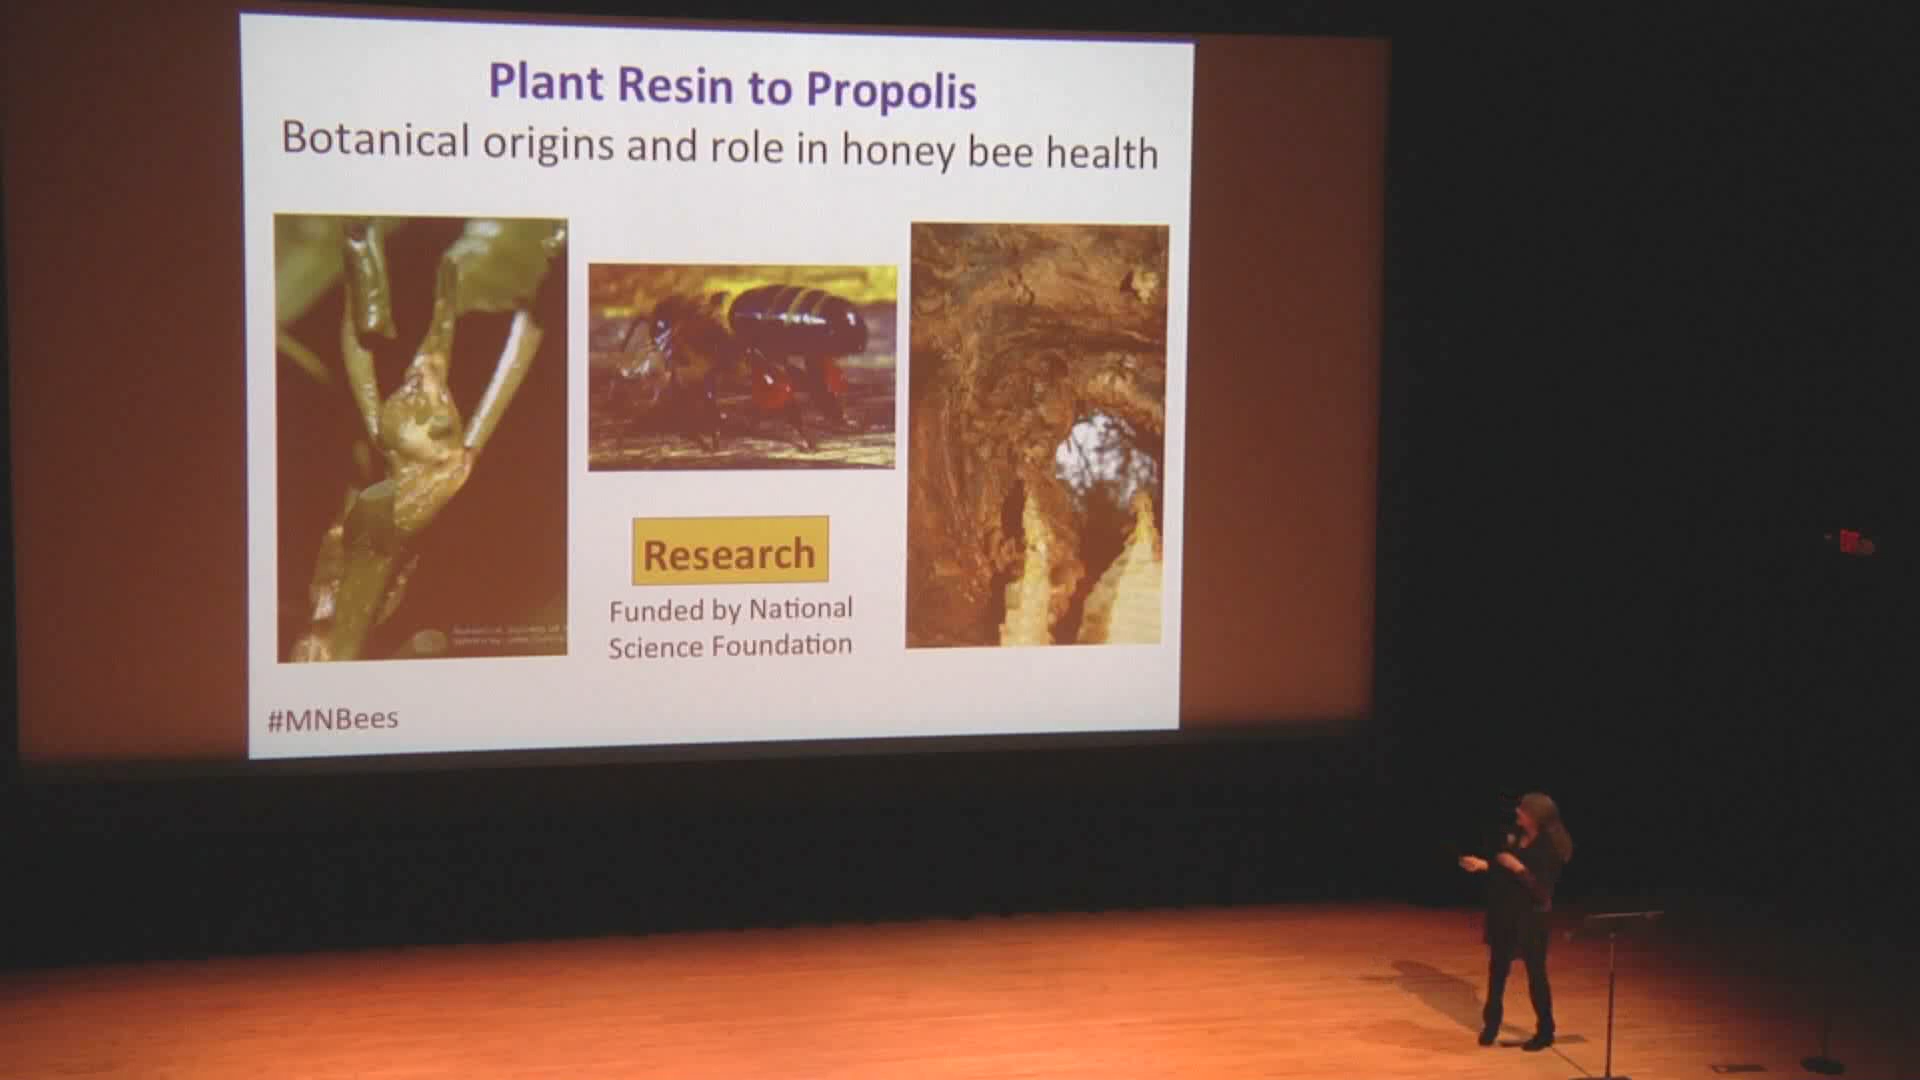 Plant Resin to Propolis
Botanical origins and role in honey bee health
Research
Funded by National
Science Foundation
#MNBees